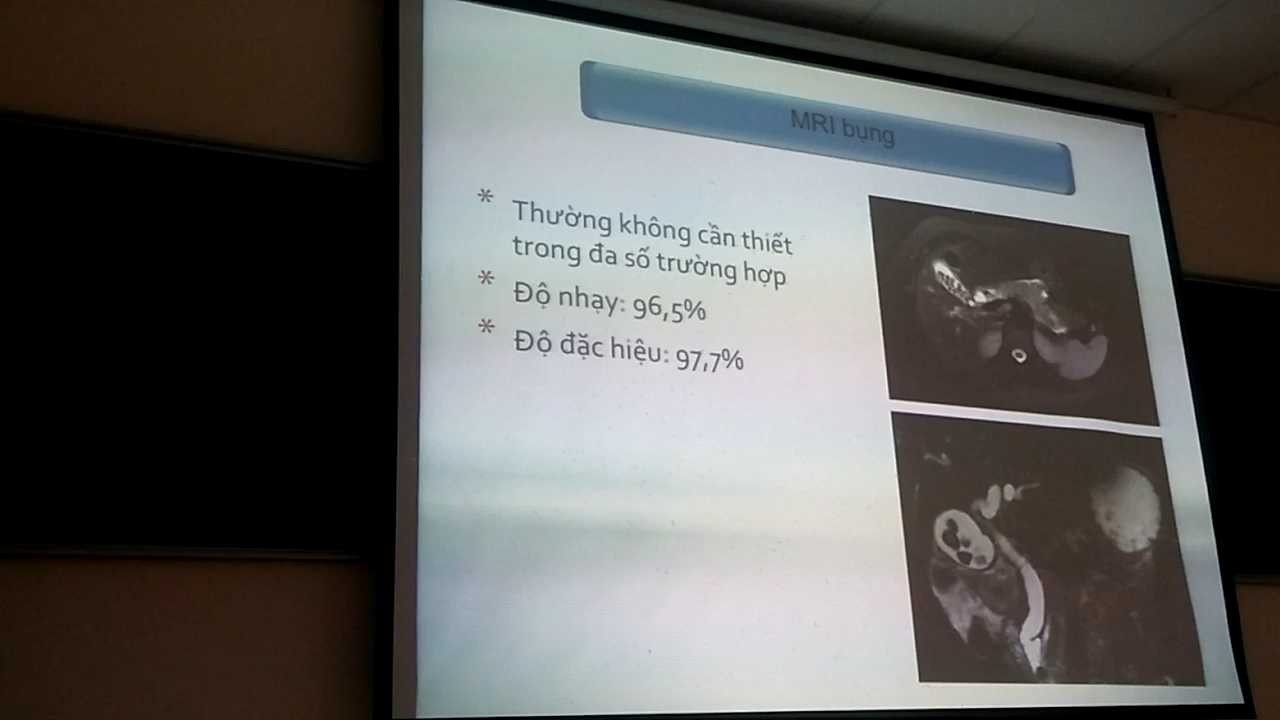 MRI bụng
* Thường không cần thiết
trong đa số trường hợp
* Độ nhạy: 96,5%
* Độ đặc hiệu: 97,7%